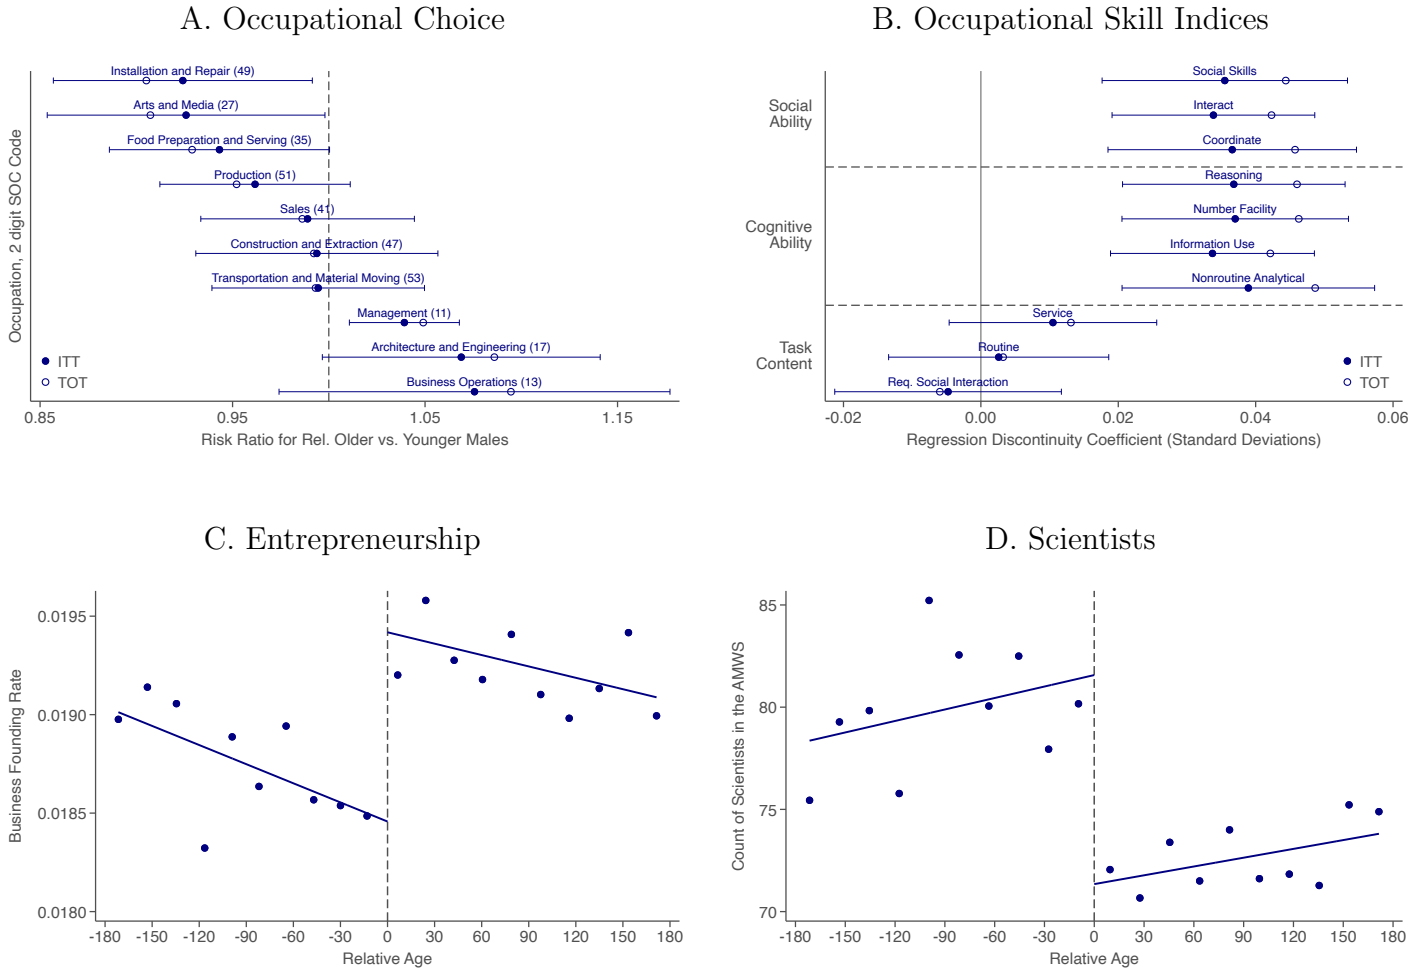 A. Occupational Choice
Occupation, 2 digit SOC Code
Installation and Repair (49)
Arts and Media (27)
Food Preparation and Serving (35)
Production (51)
Sales (41)
Construction and Extraction (47)
Transportation and Material Moving (53)
Management (11)
Architecture and Engineering (17)
Business Operations (13)
ITT
TOT
0.85 0.95 1.05 1.15
Risk Ratio for Rel. Older vs. Younger Males
B. Occupational Skill Indices
Social
Ability
Cognitive
Ability
Task
Content
Social Skills
Interact
Coordinate
Reasoning
Number Facility
Information Use
Nonroutine Analytical
Service
Routine
Req. Social Interaction
ITT
TOT
-0.02 0.00 0.02 0.04 0.06
Regression Discontinuity Coefficient (Standard Deviations)
C. Entrepreneurship
Business Founding Rate
0.0195
0.0190
0.0185
0.0180
-180 -150 -120 -90 -60 -30 0 30 60 90 120 150 180
Relative Age
D. Scientists
Count of Scientists in the AMWS
85
80
75
70
-180 -150 -120 -90 -60 -30 0 30 60 90 120 150 180
Relative Age